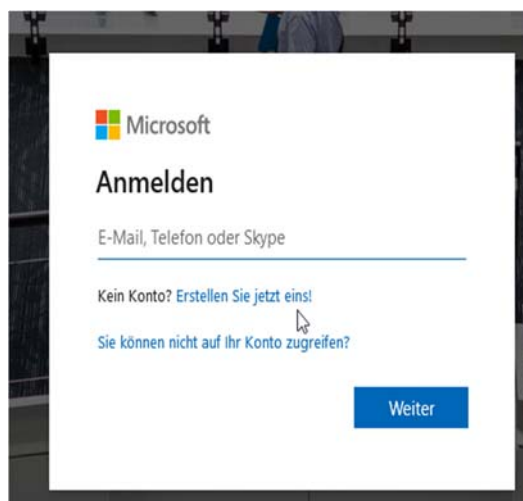 Microsoft
Anmelden
E-Mail, Telefon oder Skype
Kein Konto? Erstellen Sie jetzt eins!
Sie können nicht auf Ihr Konto zugreifen?
Weiter